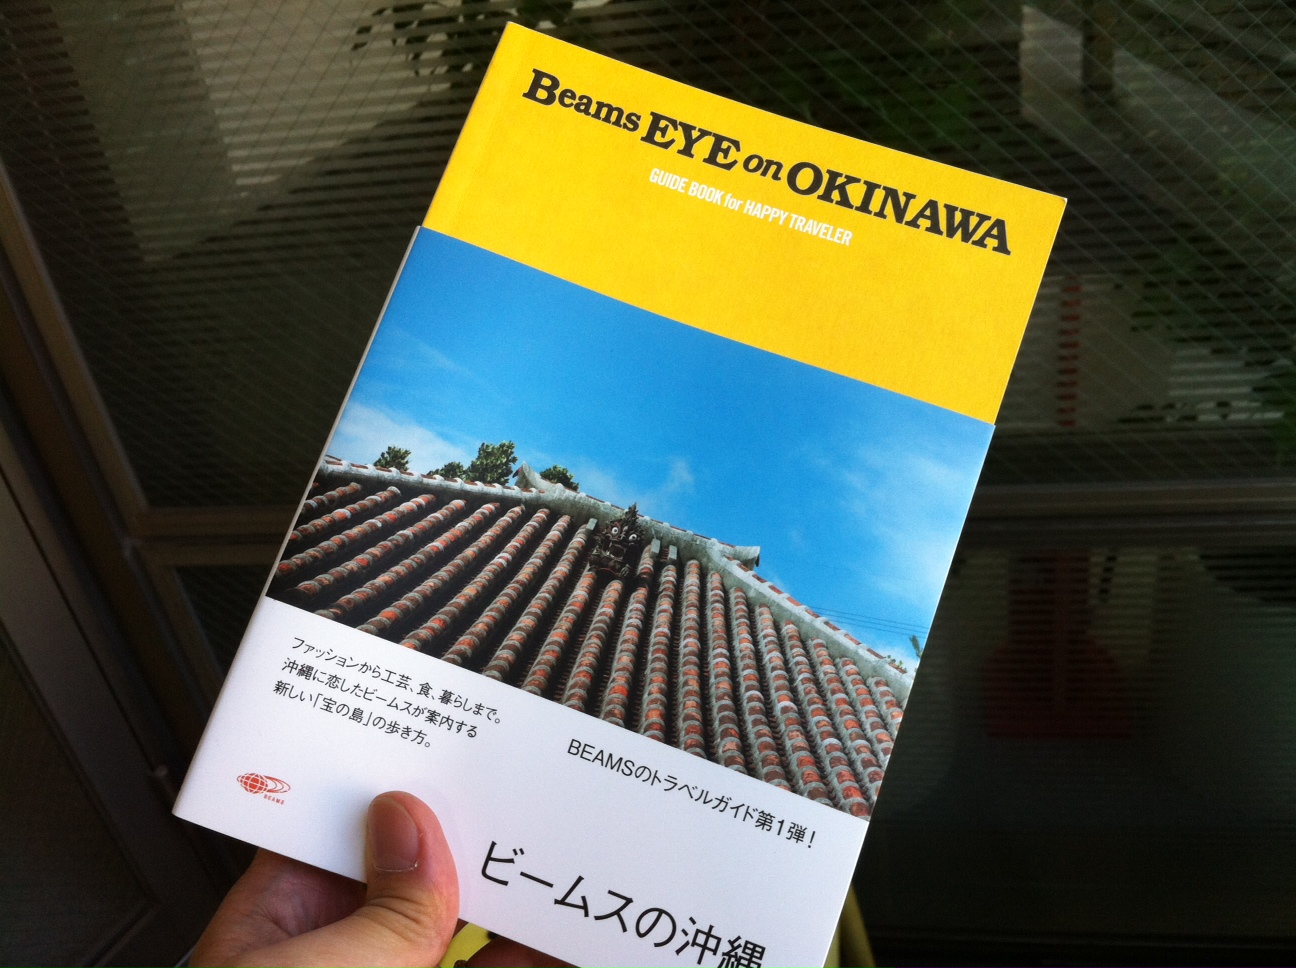 Beams EYE on OKINAWA
GUIDE BOOK for HAPPY TRAVELER
ファッションから工芸、食、暮らしまで。
沖縄に恋したビームスが案内する
新しい「宝の島」の歩き方。
BEAMS
BEAMSのトラベルガイド第1弾!
ビームスの沖縄